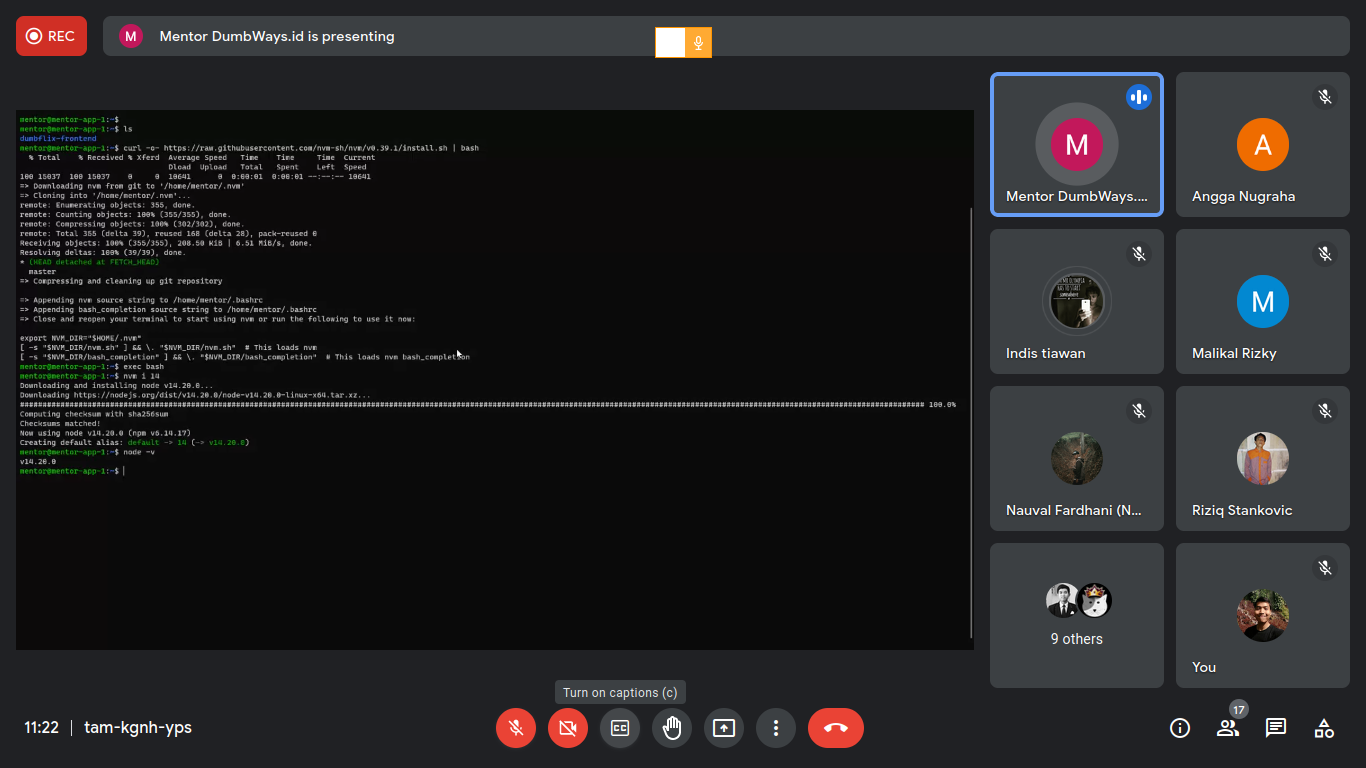 REC
M
Mentor DumbWays.id is presenting
mentor@mentor-app-1:~$
mentor@mentor-app-1:~$ ls
dumbflix-frontend
mentor@mentor-app-1:~$ curl -o- https://raw.githubusercontent.com/nvm-sh/nvm/v0.39.1/install.sh | bash
% Total % Received % Xferd Average Speed Time Time Time Current
Dload Upload Total Spent Left Speed
100 15037 100 15037 0 0 10641 0 0:00:01 0:00:01 --:--:-- 10641
=> Downloading nvm from git to '/home/mentor/.nvm'
=> Cloning into '/home/mentor/.nvm'...
remote: Enumerating objects: 355, done.
remote: Counting objects: 100% (355/355), done.
remote: Compressing objects: 100% (302/302), done.
remote: Total 355 (delta 39), reused 168 (delta 28), pack-reused 0
Receiving objects: 100% (355/355), 208.50 KiB | 6.51 MiB/s, done.
Resolving deltas: 100% (39/39), done.
* (HEAD detached at FETCH_HEAD)
master
=> Compressing and cleaning up git repository
=> Appending nvm source string to /home/mentor/.bashrc
=> Appending bash_completion source string to /home/mentor/.bashrc
=> Close and reopen your terminal to start using nvm or run the following to use it now:
export NVM_DIR="$HOME/.nvm"
[ -s "$NVM_DIR/nvm.sh" ] && \. "$NVM_DIR/nvm.sh" # This loads nvm
[ -s "$NVM_DIR/bash_completion" ] && \. "$NVM_DIR/bash_completion" # This loads nvm bash_completion
mentor@mentor-app-1:~$ exec bash
mentor@mentor-app-1:~$ nvm i 14
Downloading and installing node v14.20.0...
Downloading https://nodejs.org/dist/v14.20.0/node-v14.20.0-linux-x64.tar.xz...
100.0%
Computing checksum with sha256sum
Checksums matched!
Now using node v14.20.0 (npm v6.14.17)
Creating default alias: default -> 14 (-> v14.20.0)
mentor@mentor-app-1:~$ node -v
v14.20.0
mentor@mentor-app-1:~$
M
Mentor DumbWays....
A
Angga Nugraha
Indis tiawan
M
Malikal Rizky
Nauval Fardhani (N...
Riziq Stankovic
9 others
You
Turn on captions (c)
11:22 | tam-kgnh-yps
CC
17